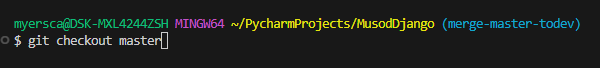 myersca@DSK-MXL4244ZSH MINGW64 ~/PycharmProjects/MusodDjango (merge-master-todev)
$ git checkout master